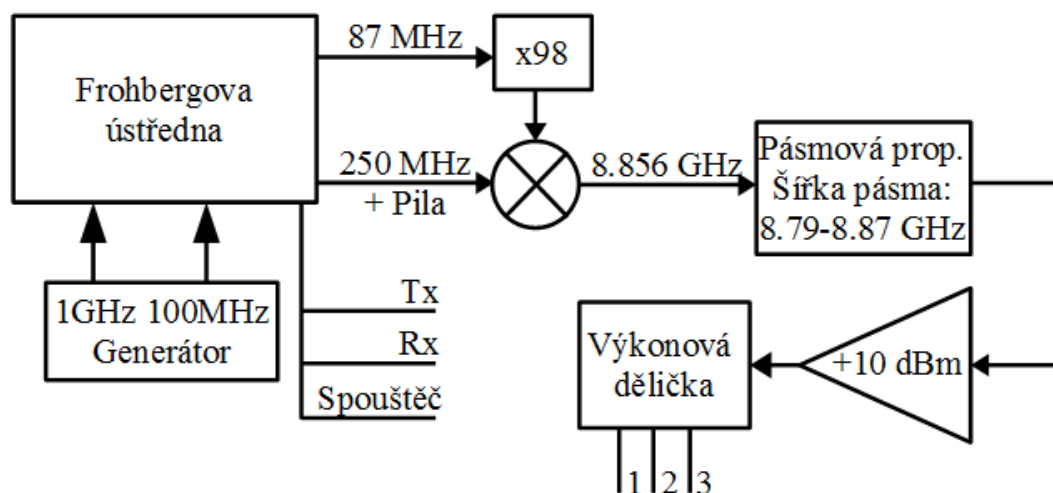 87 MHz
x98
Frohbergova
ústředna
250 MHz
+ Pila
8.856 GHz
Pásmová prop.
Šířka pásma:
8.79-8.87 GHz
1GHz 100MHz
Generátor
Tx
Rx
Spouštěč
Výkonová
dělička
+10 dBm
1 2 3